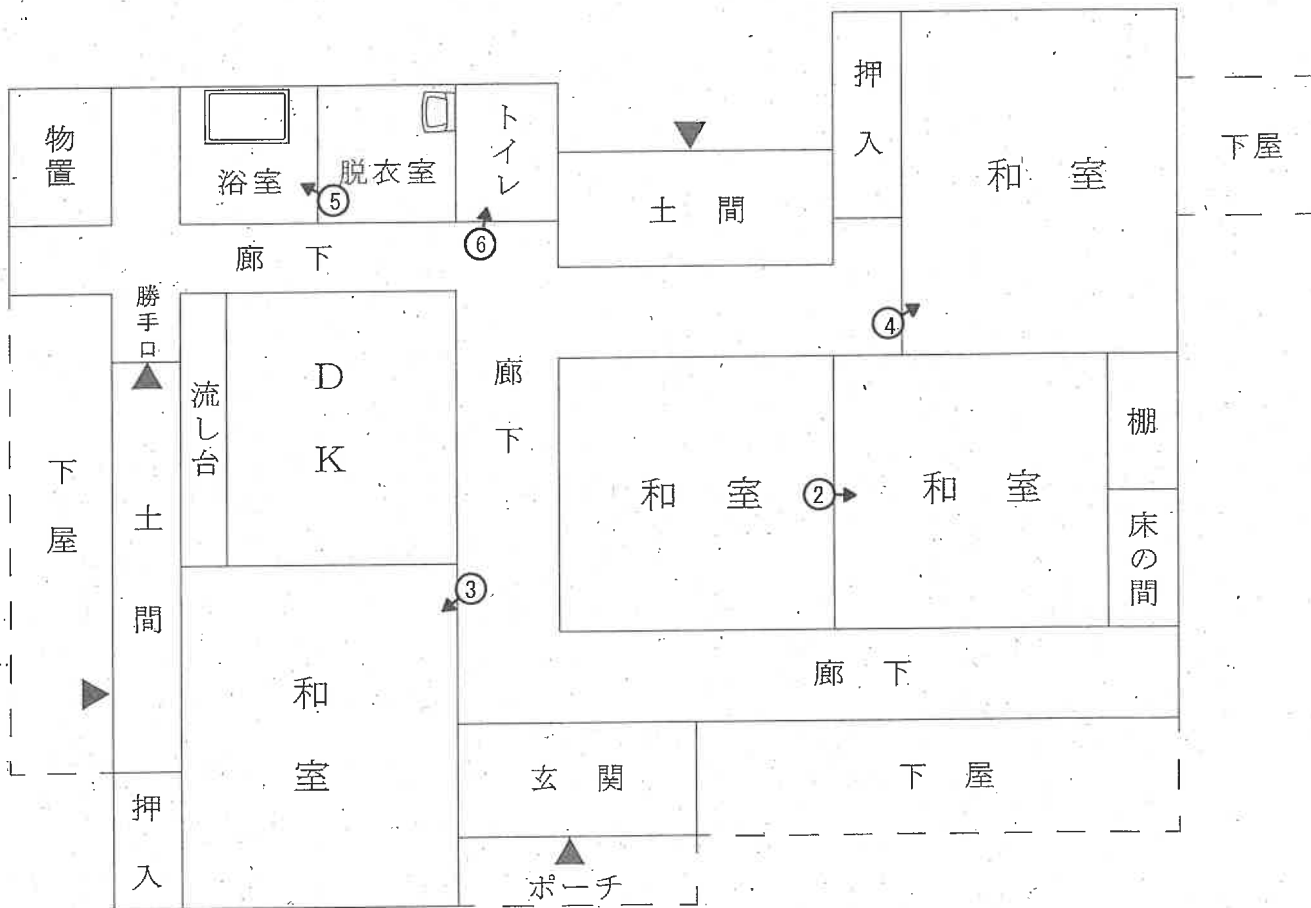 押入
和室
下屋
物置
浴室
脱衣室
トイレ
土間
⑤
⑥
廊下
勝手口
④
流し台
DK
廊下
和室
②
和室
棚
床の間
下屋
土間
③
和室
廊下
玄関
下屋
押入
ポーチ